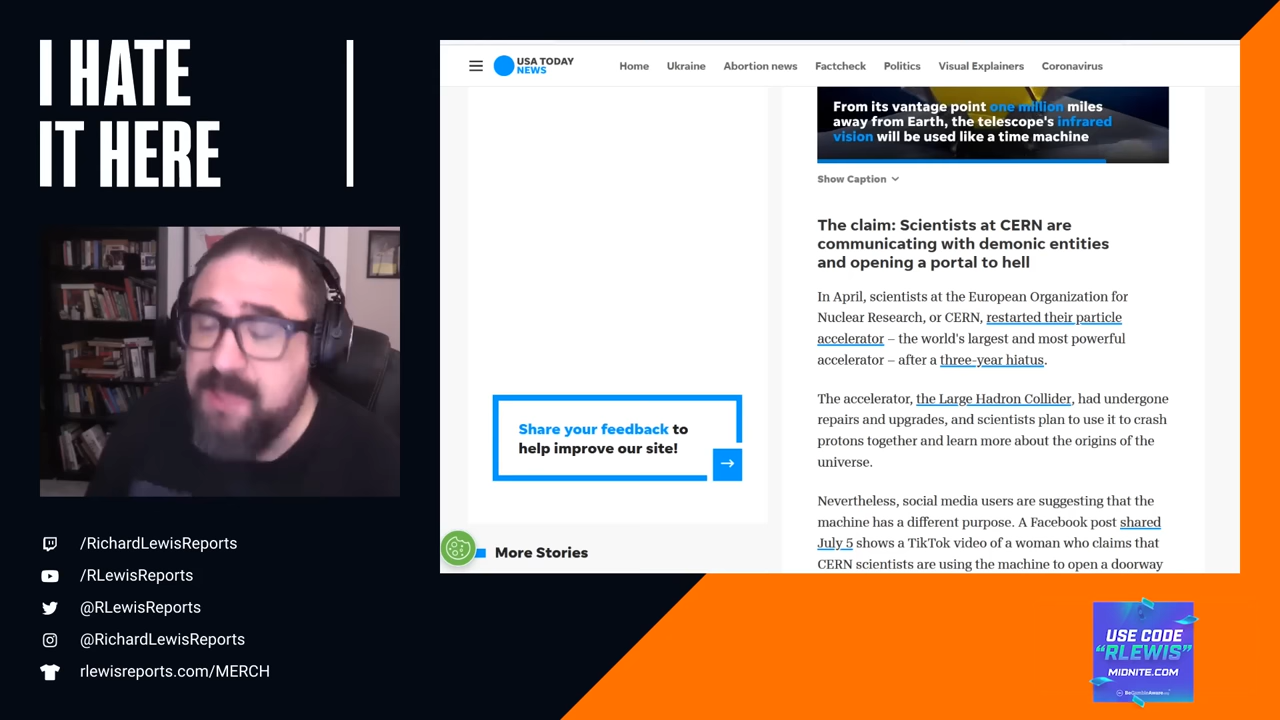 I HATE
IT HERE
/RichardLewisReports
/RLewisReports
@RLewisReports
@RichardLewisReports
rlewisreports.com/MERCH
USA TODAY
NEWS
Home
Ukraine
Abortion news
Factcheck
Politics
Visual Explainers
Coronavirus
From its vantage point one million miles
away from Earth, the telescope's infrared
vision will be used like a time machine
Show Caption
The claim: Scientists at CERN are
communicating with demonic entities
and opening a portal to hell
In April, scientists at the European Organization for
Nuclear Research, or CERN, restarted their particle
accelerator – the world's largest and most powerful
accelerator – after a three-year hiatus.
The accelerator, the Large Hadron Collider, had undergone
repairs and upgrades, and scientists plan to use it to crash
protons together and learn more about the origins of the
universe.
Nevertheless, social media users are suggesting that the
machine has a different purpose. A Facebook post shared
July 5 shows a TikTok video of a woman who claims that
CERN scientists are using the machine to open a doorway
Share your feedback to
help improve our site!
More Stories
USE CODE
"RLEWIS"
MIDNITE.COM